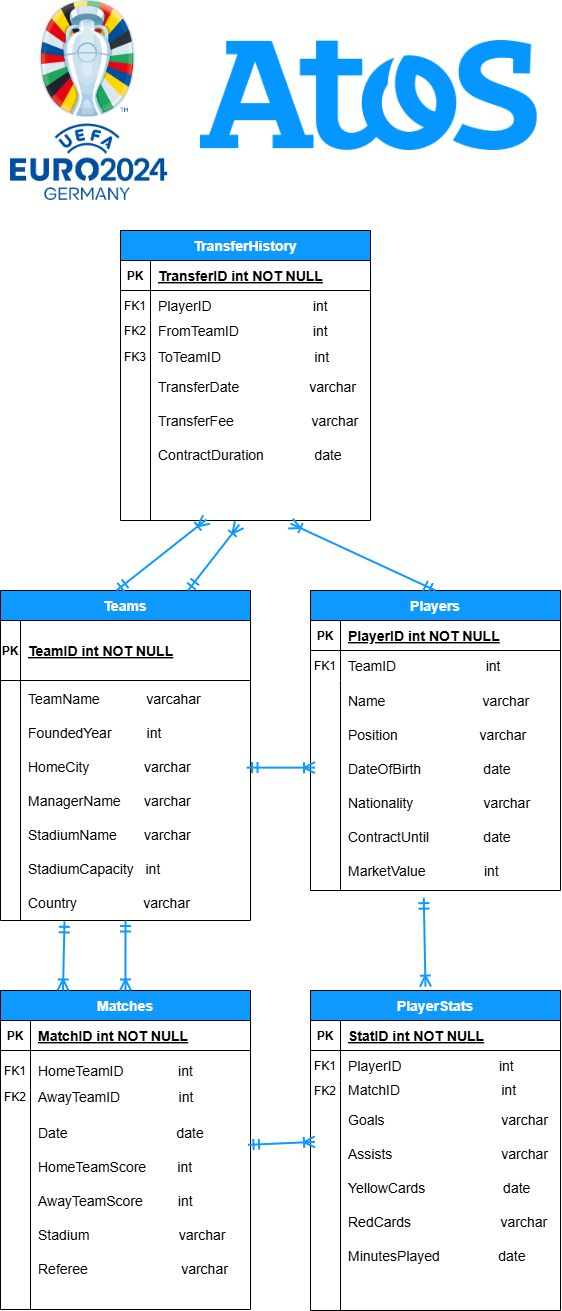 Atos
TM
UEFA
EURO2024
GERMANY
TransferHistory
PK TransferID int NOT NULL
FK1 PlayerID int
FK2 FromTeamID int
FK3 ToTeamID int
TransferDate varchar
TransferFee varchar
ContractDuration date
Teams
PK TeamID int NOT NULL
TeamName varcahar
FoundedYear int
HomeCity varchar
ManagerName varchar
StadiumName varchar
StadiumCapacity int
Country varchar
Players
PK PlayerID int NOT NULL
FK1 TeamID int
Name varchar
Position varchar
DateOfBirth date
Nationality varchar
ContractUntil date
MarketValue int
Matches
PK MatchID int NOT NULL
FK1 HomeTeamID int
FK2 AwayTeamID int
Date date
HomeTeamScore int
AwayTeamScore int
Stadium varchar
Referee varchar
PlayerStats
PK StatID int NOT NULL
FK1 PlayerID int
FK2 MatchID int
Goals varchar
Assists varchar
YellowCards date
RedCards varchar
MinutesPlayed date